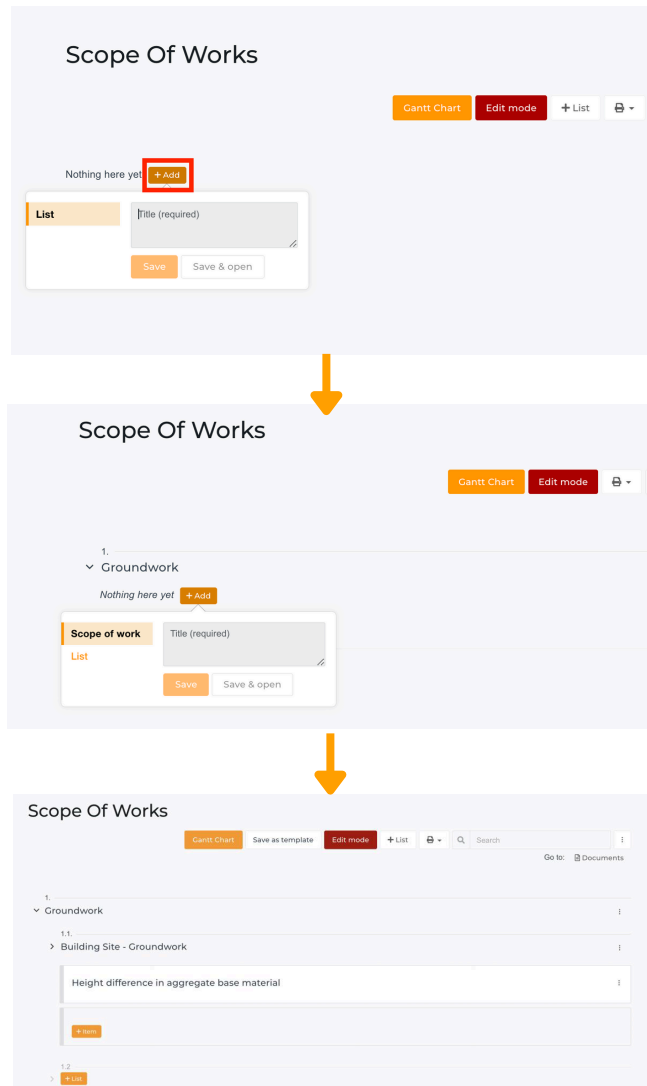 Scope Of Works
Gantt Chart Edit mode + List
Nothing here yet + Add
List Title (required)
Save Save & open
Scope Of Works
Gantt Chart Edit mode
1.
Groundwork
Nothing here yet + Add
Scope of work Title (required)
List
Save Save & open
Scope Of Works
Gantt Chart Save as template Edit mode + List Search
Go to: Documents
1.
Groundwork
1.1.
Building Site - Groundwork
Height difference in aggregate base material
+ Item
1.2
+ List